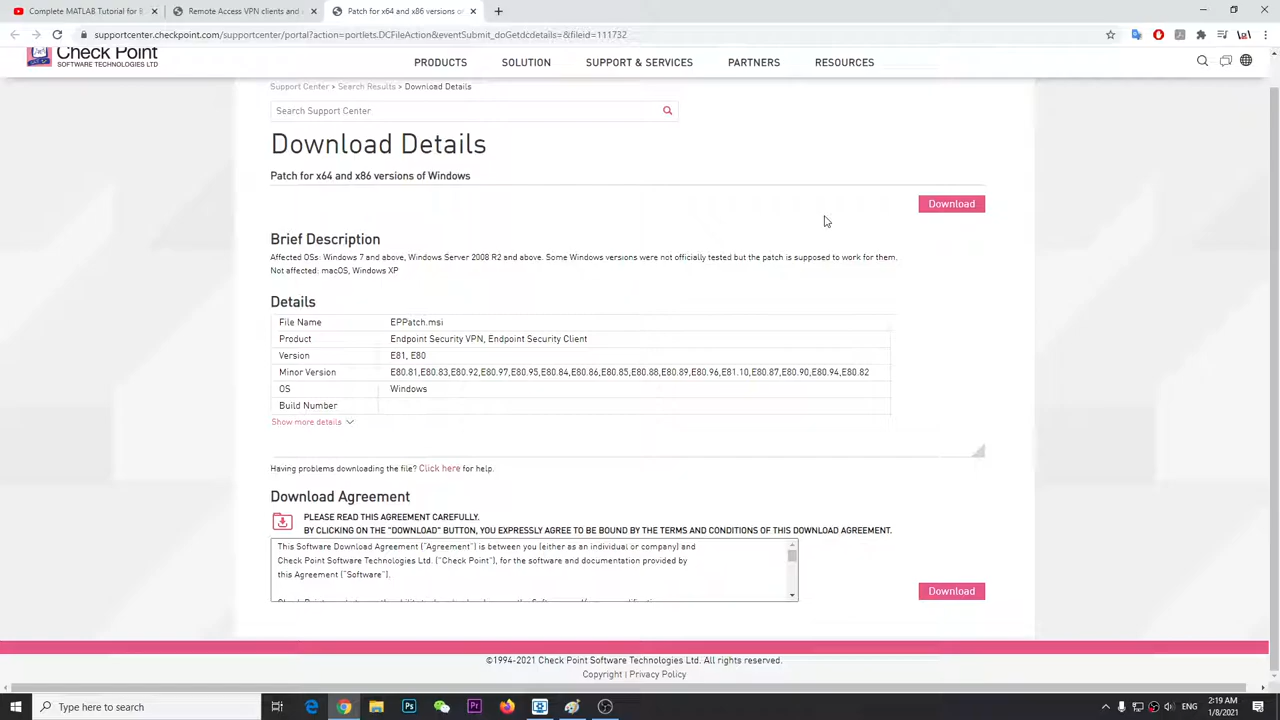 Complete MATLAB Tutorial for B
Remote Access VPN clients and
Patch for x64 and x86 versions of
supportcenter.checkpoint.com/supportcenter/portal?action=portlets.DCFileAction&eventSubmit_doGetdcdetails=&fileid=111732
Check Point
SOFTWARE TECHNOLOGIES LTD
PRODUCTS SOLUTION SUPPORT & SERVICES PARTNERS RESOURCES
Support Center > Search Results > Download Details
Search Support Center
Download Details
Patch for x64 and x86 versions of Windows
Download
Brief Description
Affected OSs: Windows 7 and above, Windows Server 2008 R2 and above. Some Windows versions were not officially tested but the patch is supposed to work for them.
Not affected: macOS, Windows XP
Details
File Name EPPatch.msi
Product Endpoint Security VPN, Endpoint Security Client
Version E81, E80
Minor Version E80.81,E80.83,E80.92,E80.97,E80.95,E80.84,E80.86,E80.85,E80.88,E80.89,E80.96,E81.10,E80.87,E80.90,E80.94,E80.82
OS Windows
Build Number
Show more details
Having problems downloading the file? Click here for help.
Download Agreement
PLEASE READ THIS AGREEMENT CAREFULLY.
BY CLICKING ON THE "DOWNLOAD" BUTTON, YOU EXPRESSLY AGREE TO BE BOUND BY THE TERMS AND CONDITIONS OF THIS DOWNLOAD AGREEMENT.
This Software Download Agreement ("Agreement") is between you (either as an individual or company) and
Check Point Software Technologies Ltd. ("Check Point"), for the software and documentation provided by
this Agreement ("Software").
Download
©1994-2021 Check Point Software Technologies Ltd. All rights reserved.
Copyright | Privacy Policy
Type here to search
ENG
2:19 AM
1/8/2021